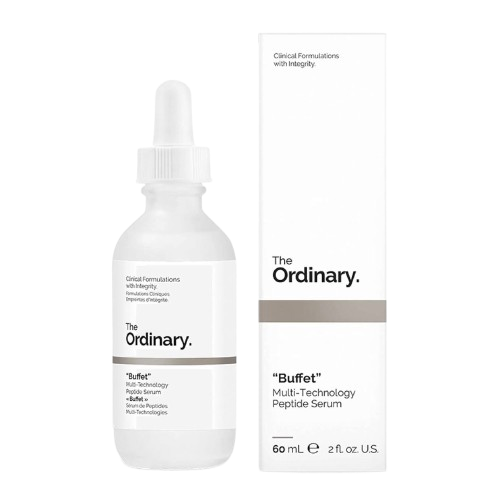 Clinical Formulations
with Integrity.
Formulations Cliniques
Empreintes d'Intégrité.
The
Ordinary.
"Buffet"
Multi-Technology
Peptide Serum
«Buffet»
Sérum de Peptides
Multi-Technologies
Clinical Formulations
with Integrity.
The
Ordinary.
"Buffet"
Multi-Technology
Peptide Serum
60 mL ℮ 2 fl. oz. U.S.